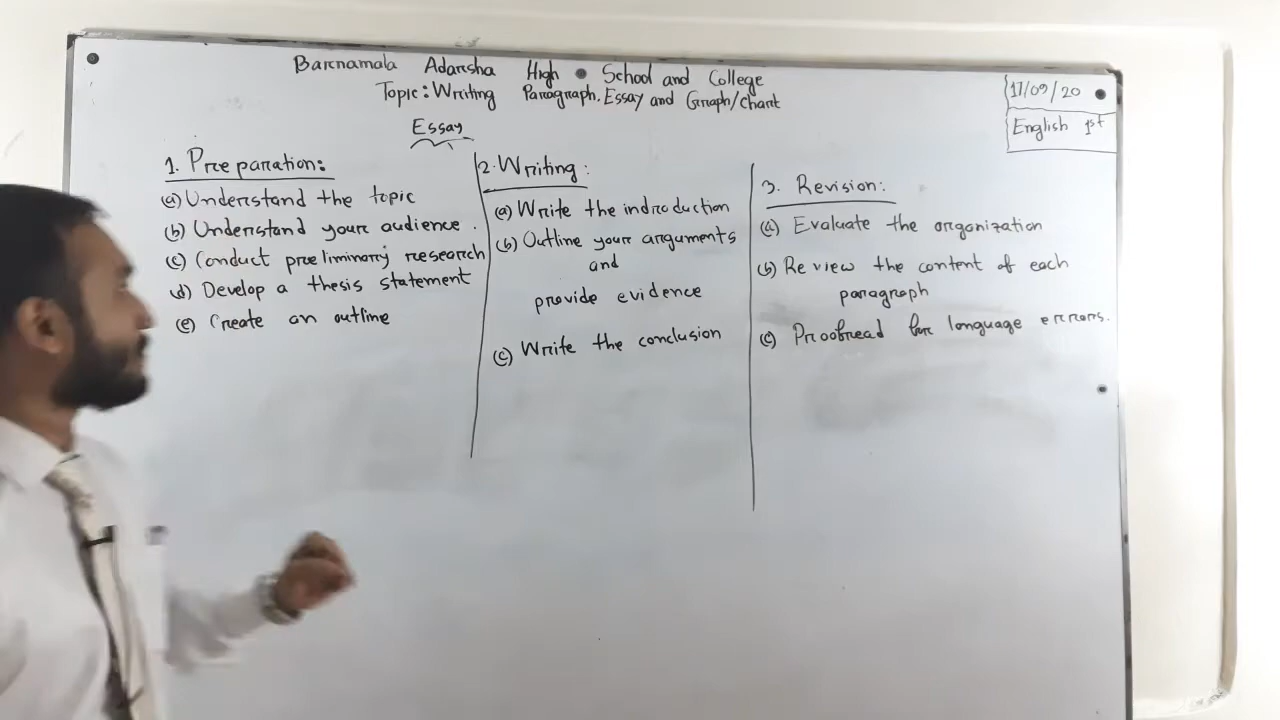 Barnamala Adarsha High School and College
Topic: Writing Paragraph, Essay and Graph/chart
17/09/20
English 1st
Essay
1. Preparation:
(a) Understand the topic
(b) Understand your audience.
(c) Conduct preliminary research
(d) Develop a thesis statement
(e) Create an outline
2. Writing:
(a) Write the indroduction
(b) Outline your arguments
and
provide evidence
(c) Write the conclusion
3. Revision:
(a) Evaluate the organization
(b) Review the content of each
paragraph
(c) Proofread for language errors.